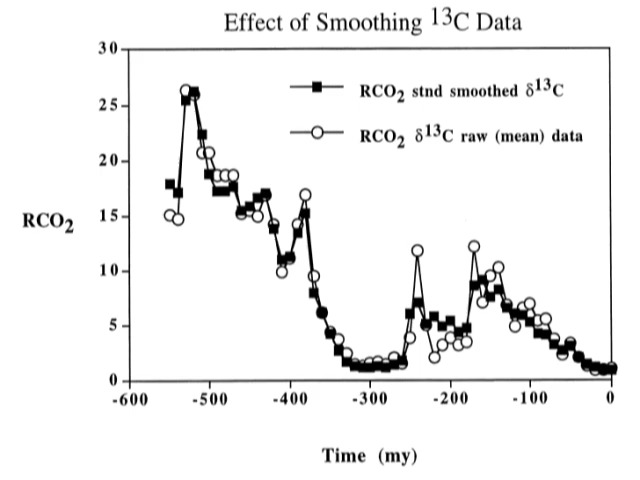 Effect of Smoothing ¹³C Data
30
RCO₂ stnd smoothed δ¹³C
25
RCO₂ δ¹³C raw (mean) data
20
RCO₂
15
10
5
0
-600 -500 -400 -300 -200 -100 0
Time (my)